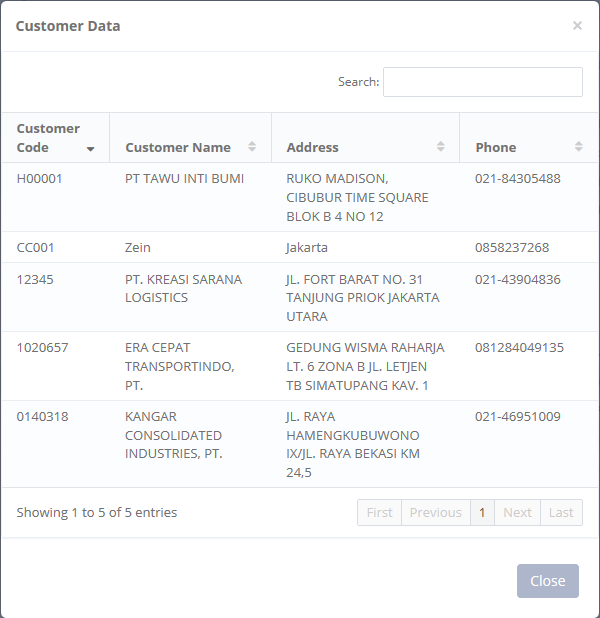 Customer Data ×
Search:
Customer Code Customer Name Address Phone
H00001 PT TAWU INTI BUMI RUKO MADISON, 021-84305488
CIBUBUR TIME SQUARE
BLOK B 4 NO 12
CC001 Zein Jakarta 0858237268
12345 PT. KREASI SARANA JL. FORT BARAT NO. 31 021-43904836
LOGISTICS TANJUNG PRIOK JAKARTA
UTARA
1020657 ERA CEPAT GEDUNG WISMA RAHARJA 081284049135
TRANSPORTINDO, LT. 6 ZONA B JL. LETJEN
PT. TB SIMATUPANG KAV. 1
0140318 KANGAR JL. RAYA 021-46951009
CONSOLIDATED HAMENGKUBUWONO
INDUSTRIES, PT. IX/JL. RAYA BEKASI KM
24,5
Showing 1 to 5 of 5 entries First Previous 1 Next Last
Close